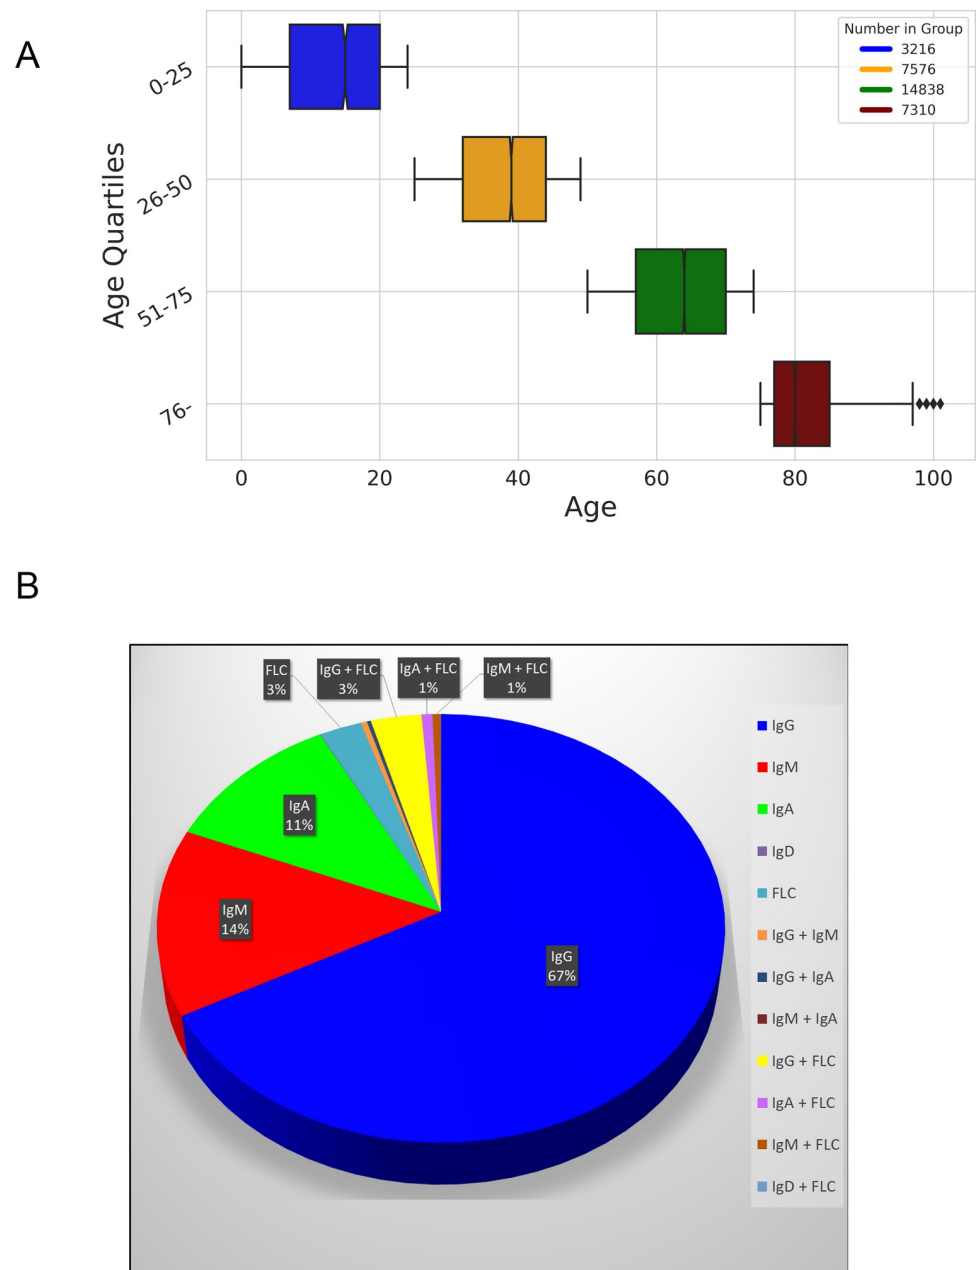 A
Number in Group
3216
7576
14838
7310
Age Quartiles
0-25
26-50
51-75
76-
0 20 40 60 80 100
Age
B
FLC
3%
IgG + FLC
3%
IgA + FLC
1%
IgM + FLC
1%
IgA
11%
IgM
14%
IgG
67%
IgG
IgM
IgA
IgD
FLC
IgG + IgM
IgG + IgA
IgM + IgA
IgG + FLC
IgA + FLC
IgM + FLC
IgD + FLC